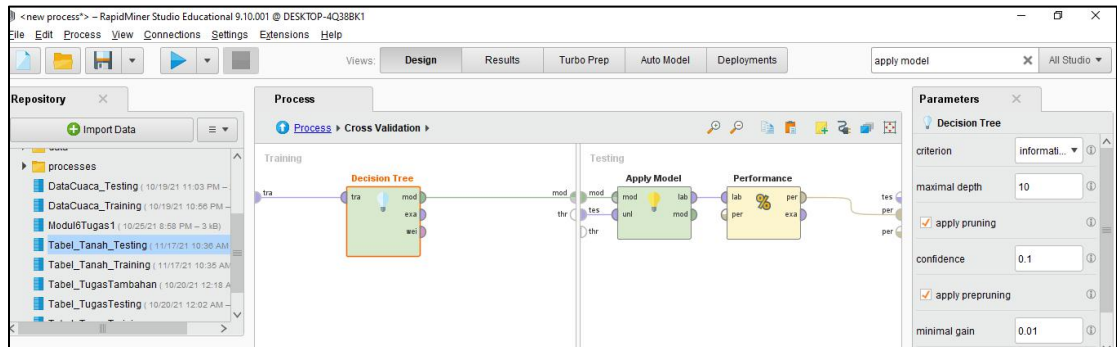 <new process*> – RapidMiner Studio Educational 9.10.001 @ DESKTOP-4Q38BK1
File Edit Process View Connections Settings Extensions Help
Views: Design Results Turbo Prep Auto Model Deployments apply model All Studio
Repository
Import Data
processes
DataCuaca_Testing (10/19/21 11:03 PM –
DataCuaca_Training (10/19/21 10:56 PM –
Modul6Tugas1 (10/25/21 8:58 PM – 3 kB)
Tabel_Tanah_Testing (11/17/21 10:36 AM
Tabel_Tanah_Training (11/17/21 10:35 AM
Tabel_TugasTambahan (10/20/21 12:18 A
Tabel_TugasTesting (10/20/21 12:02 AM –
Process
Process Cross Validation
Training
Decision Tree
tra tra mod mod
exa thr
wei
Testing
Apply Model Performance
mod mod lab lab per tes
tes unl mod per exa per
thr per
Parameters
Decision Tree
criterion informati...
maximal depth 10
apply pruning
confidence 0.1
apply prepruning
minimal gain 0.01